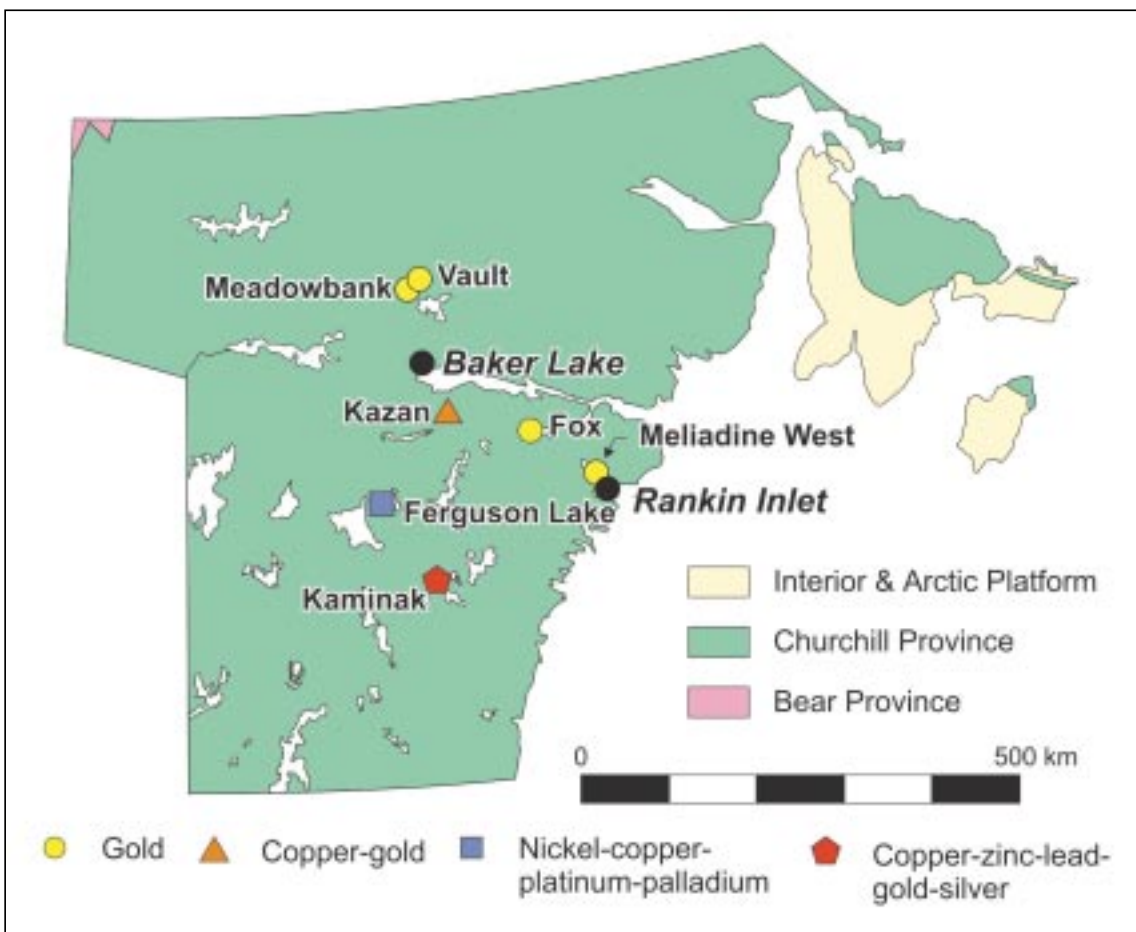 Vault
Meadowbank
Baker Lake
Kazan
Fox
Meliadine West
Rankin Inlet
Ferguson Lake
Kaminak
Interior & Arctic Platform
Churchill Province
Bear Province
0 500 km
Gold
Copper-gold
Nickel-copper-
platinum-palladium
Copper-zinc-lead-
gold-silver